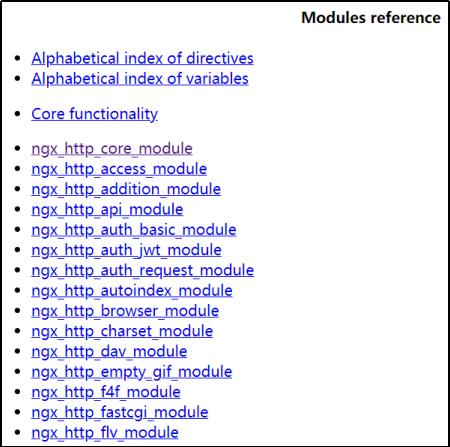 Modules reference
Alphabetical index of directives
Alphabetical index of variables
Core functionality
ngx_http_core_module
ngx_http_access_module
ngx_http_addition_module
ngx_http_api_module
ngx_http_auth_basic_module
ngx_http_auth_jwt_module
ngx_http_auth_request_module
ngx_http_autoindex_module
ngx_http_browser_module
ngx_http_charset_module
ngx_http_dav_module
ngx_http_empty_gif_module
ngx_http_f4f_module
ngx_http_fastcgi_module
ngx_http_flv_module